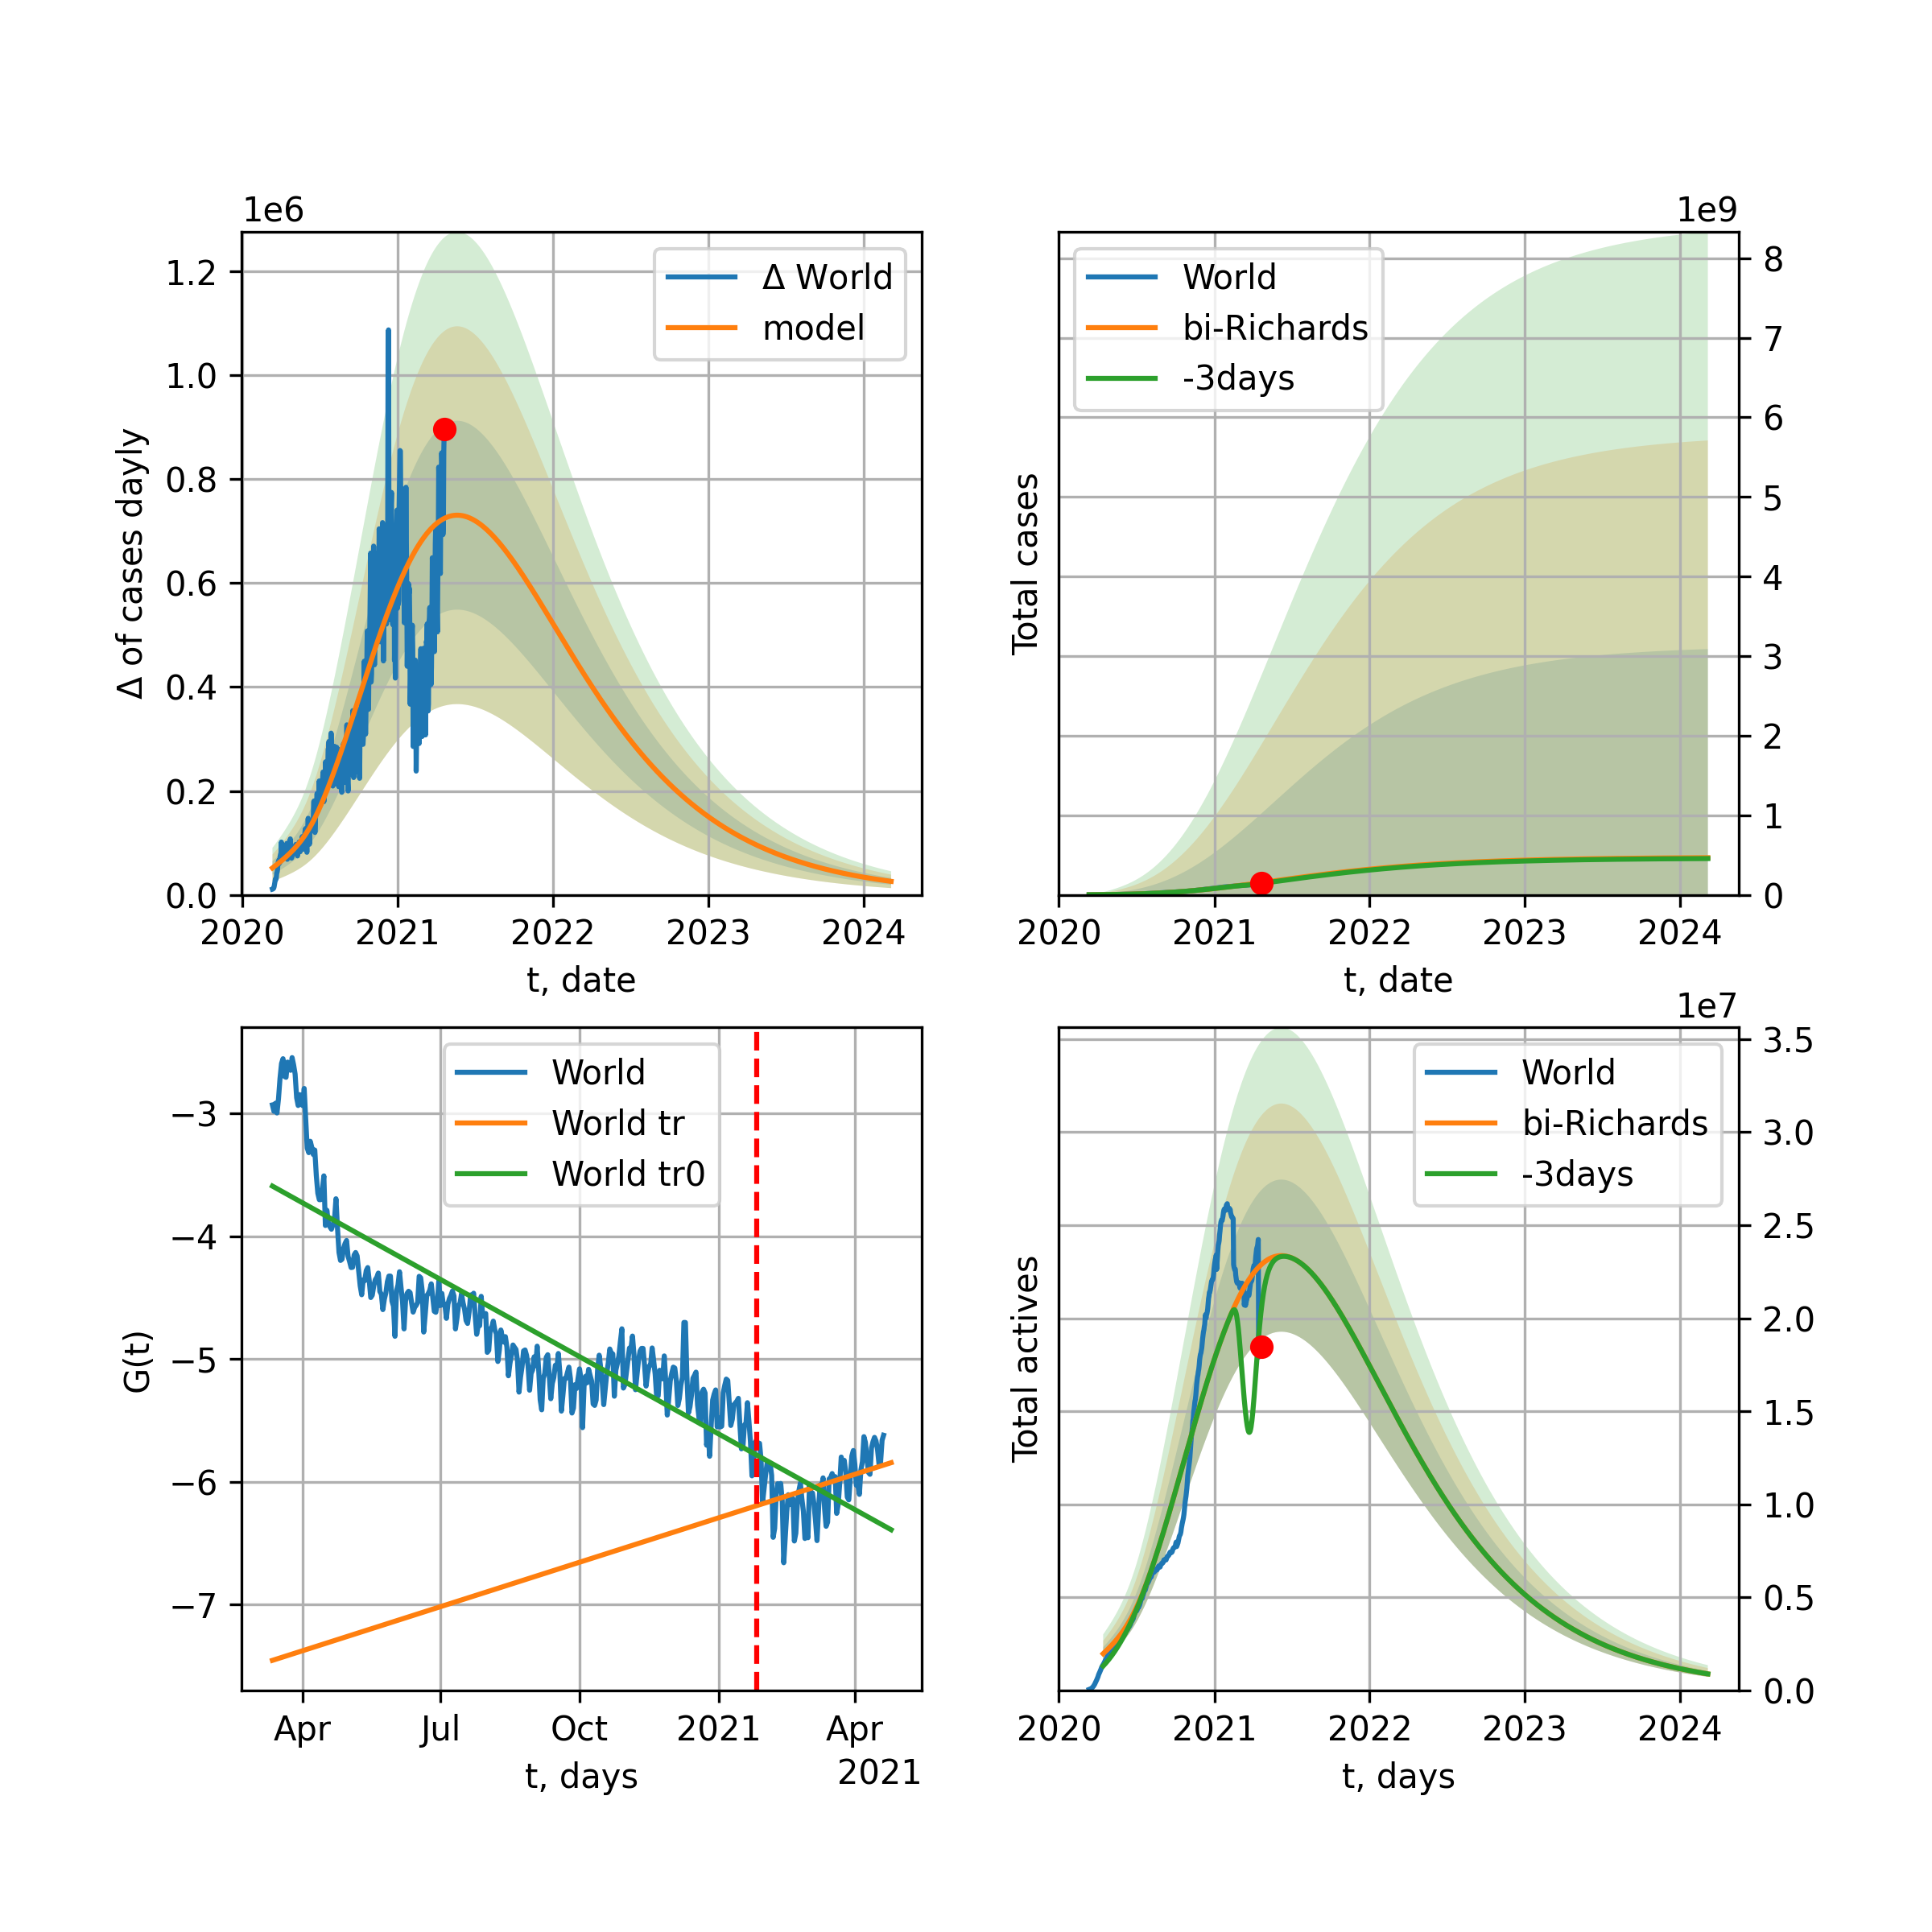 1e6
Δ of cases dayly
1.2
1.0
0.8
0.6
0.4
0.2
0.0
Δ World
model
2020 2021 2022 2023 2024
t, date
1e9
Total cases
World
bi-Richards
-3days
8
7
6
5
4
3
2
1
0
2020 2021 2022 2023 2024
t, date
G(t)
−3
−4
−5
−6
−7
World
World tr
World tr0
Apr Jul Oct 2021 Apr
t, days 2021
1e7
Total actives
World
bi-Richards
-3days
3.5
3.0
2.5
2.0
1.5
1.0
0.5
0.0
2020 2021 2022 2023 2024
t, days